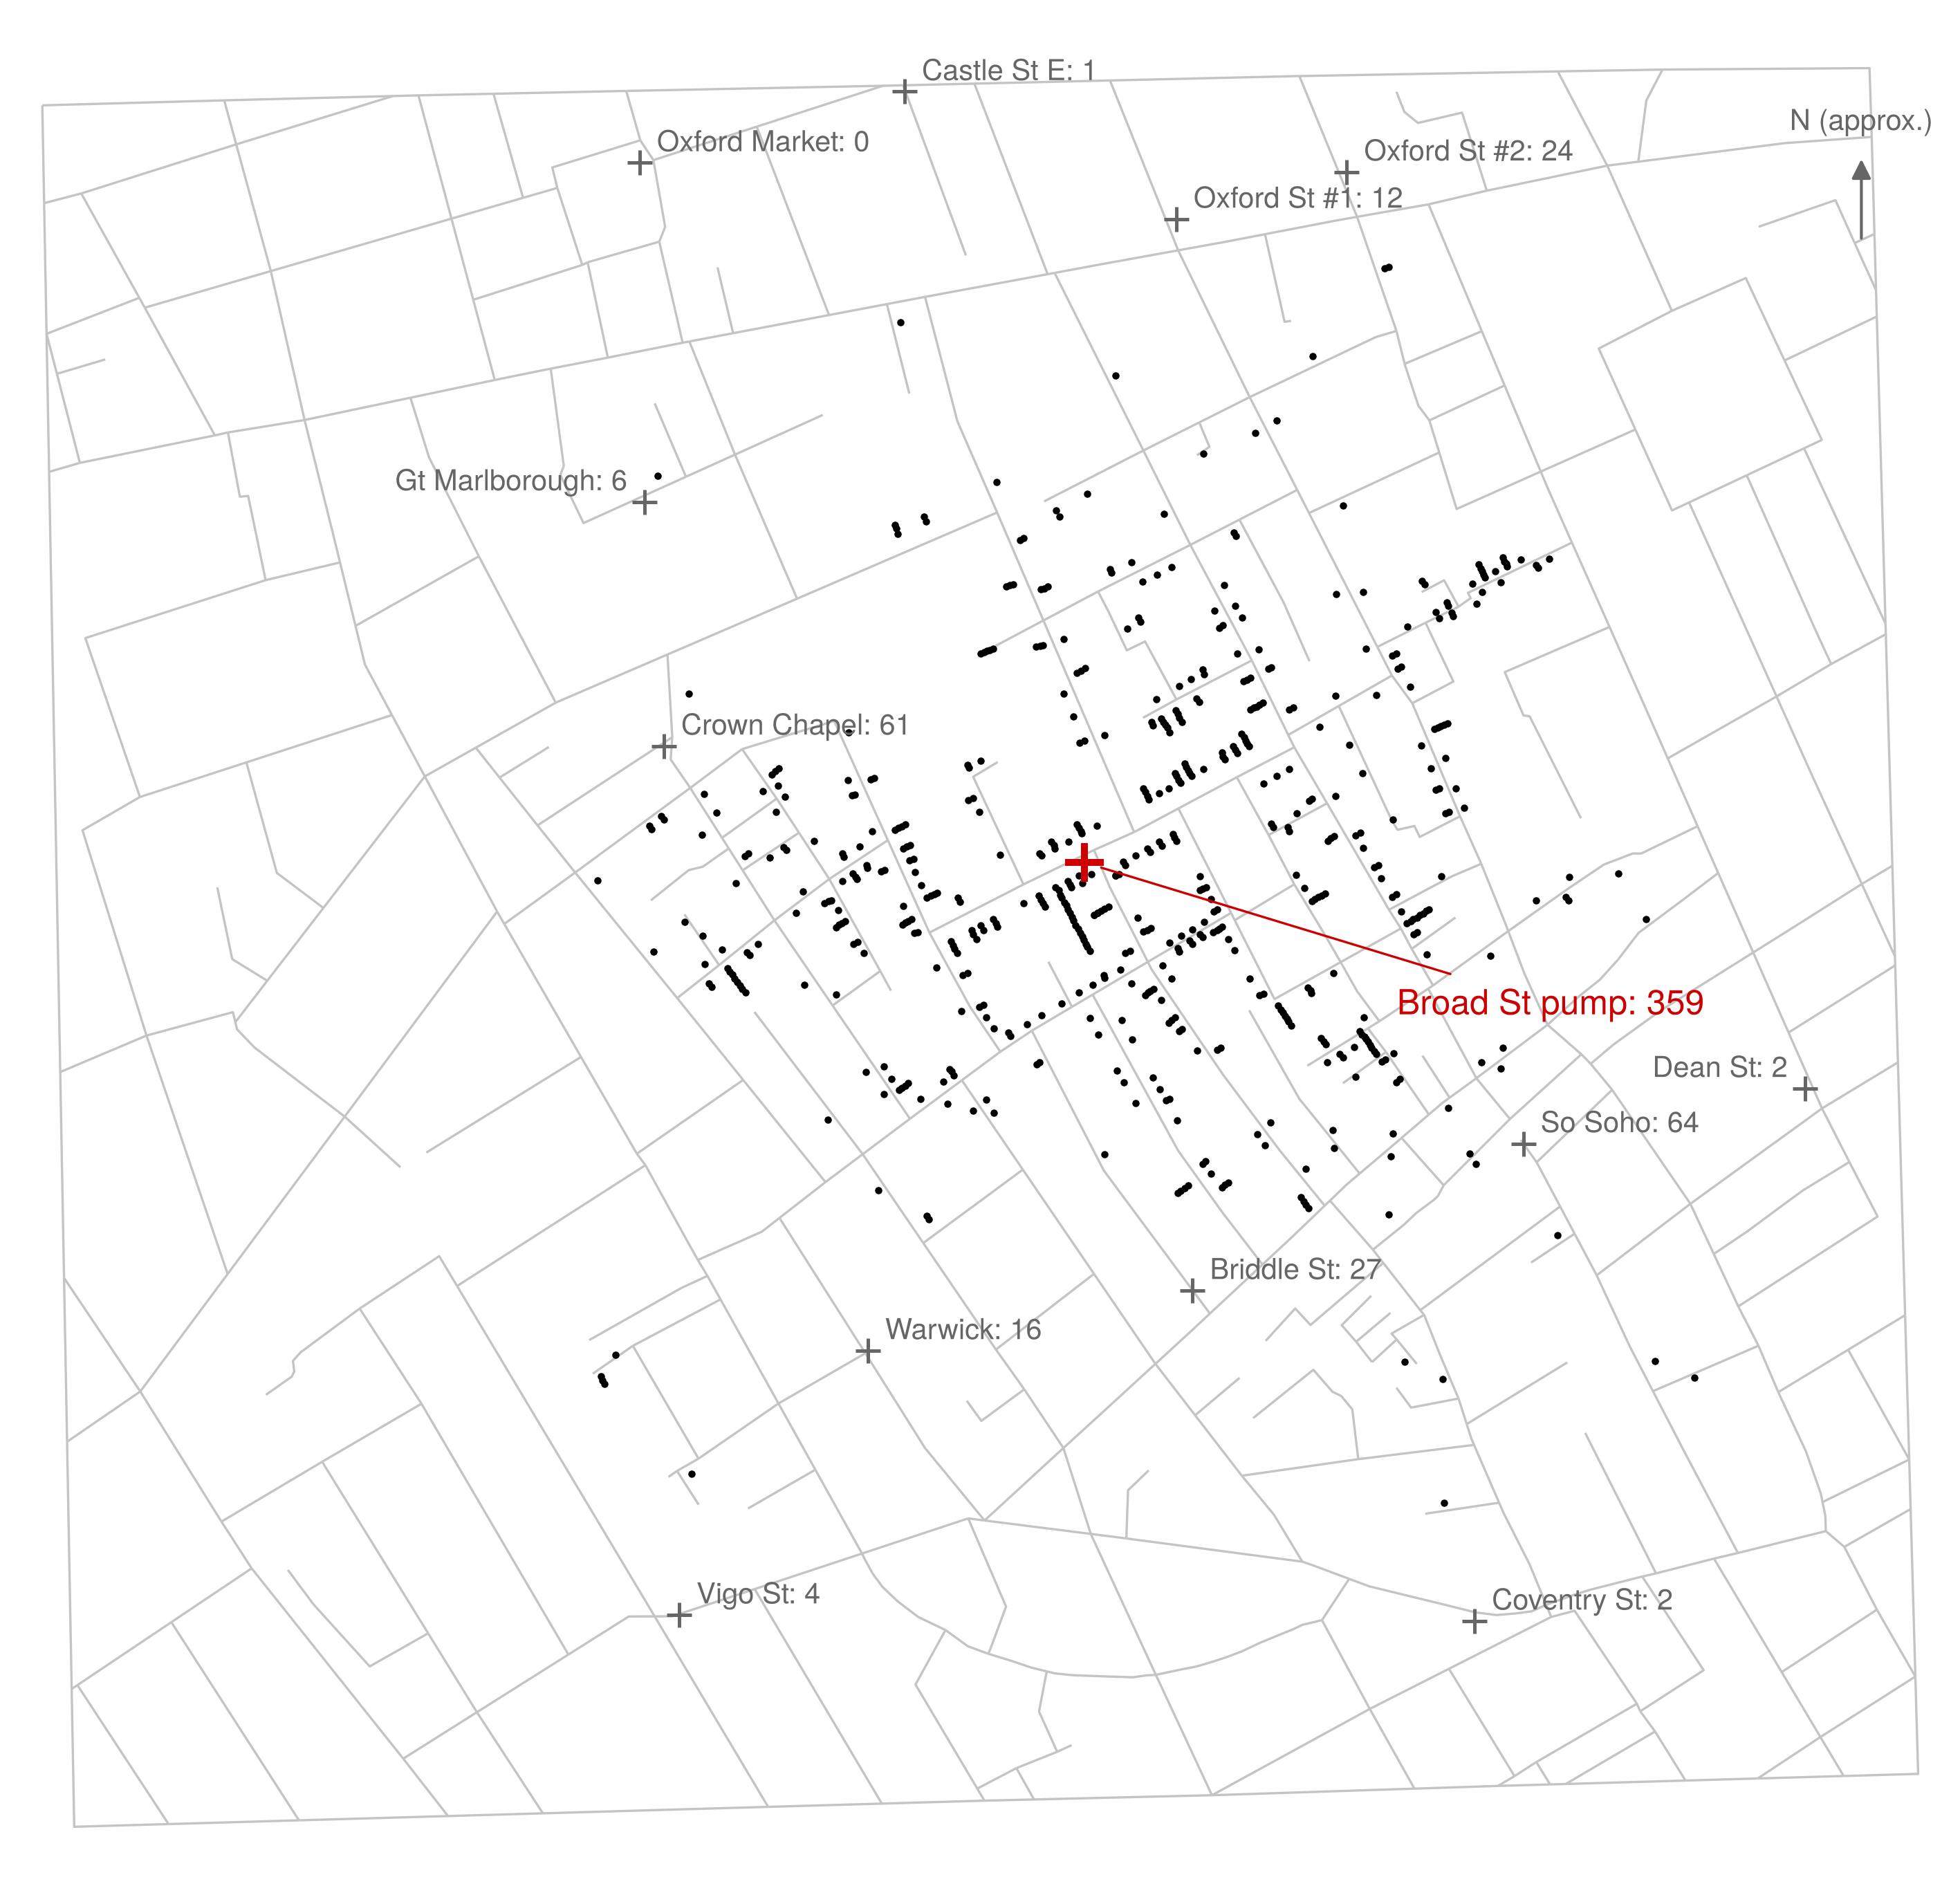 Castle St E: 1
N (approx.)
Oxford Market: 0
Oxford St #2: 24
Oxford St #1: 12
Gt Marlborough: 6
Crown Chapel: 61
Broad St pump: 359
Dean St: 2
So Soho: 64
Briddle St: 27
Warwick: 16
Vigo St: 4
Coventry St: 2